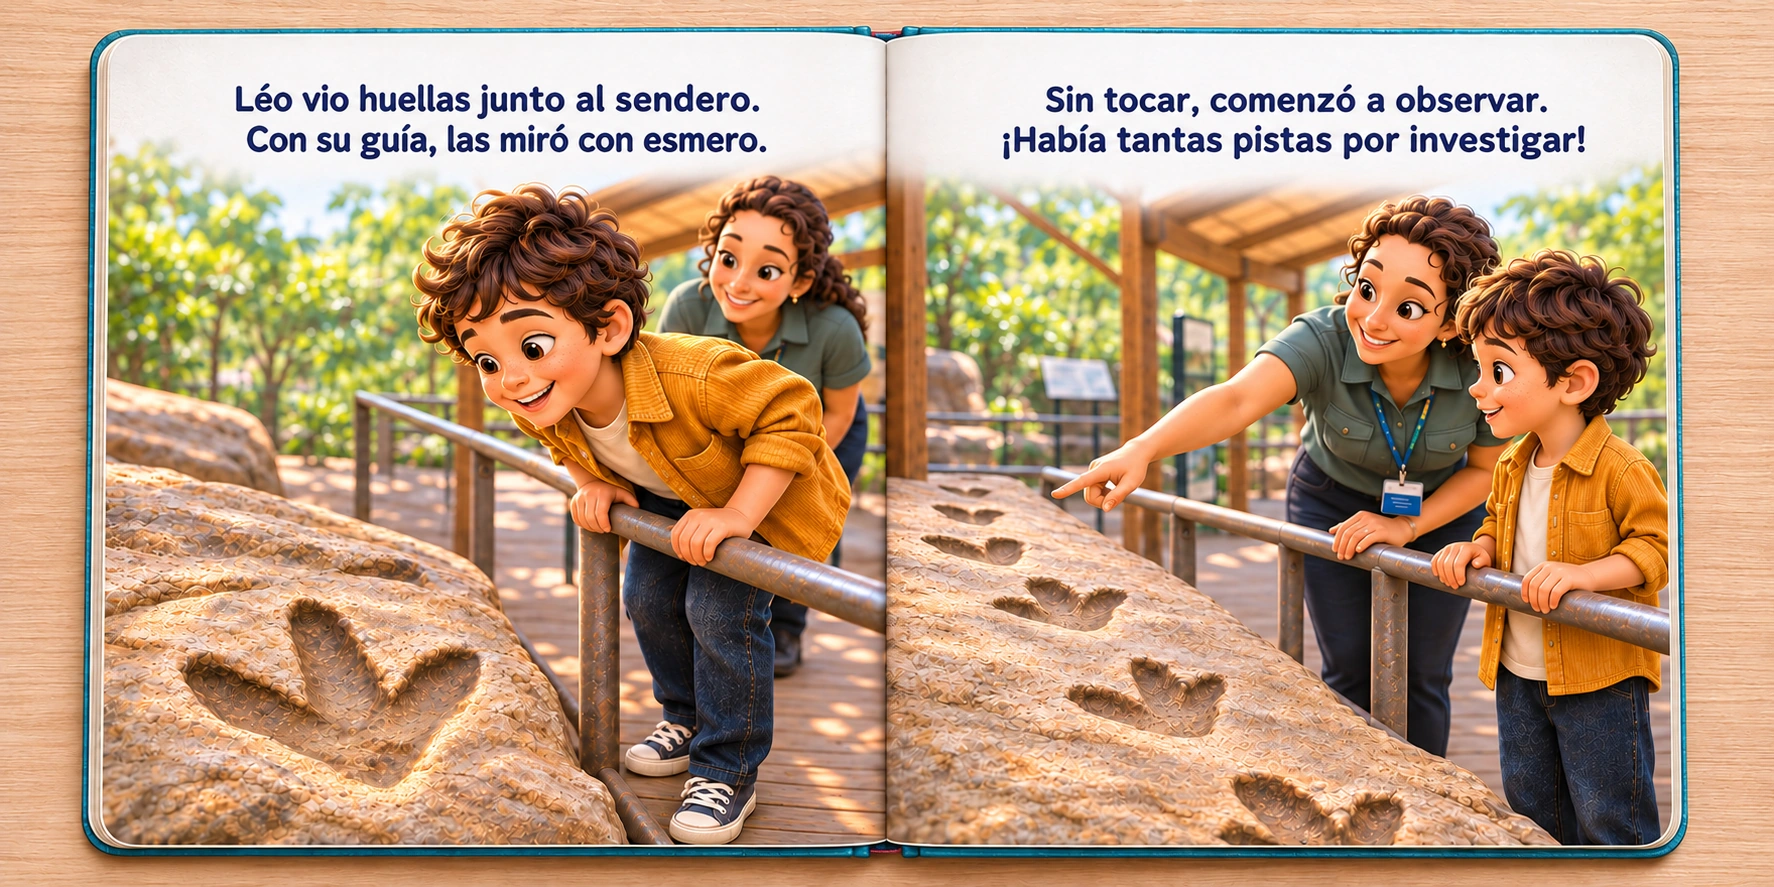 Léo vio huellas junto al sendero.
Con su guía, las miró con esmero.
Sin tocar, comenzó a observar.
¡Había tantas pistas por investigar!